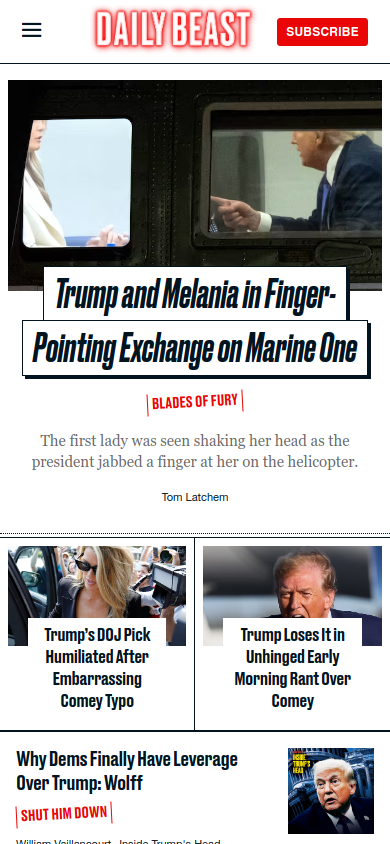 DAILY BEAST
SUBSCRIBE
Trump and Melania in Finger-
Pointing Exchange on Marine One
BLADES OF FURY
The first lady was seen shaking her head as the
president jabbed a finger at her on the helicopter.
Tom Latchem
Trump's DOJ Pick
Humiliated After
Embarrassing
Comey Typo
Trump Loses It in
Unhinged Early
Morning Rant Over
Comey
Why Dems Finally Have Leverage
Over Trump: Wolff
SHUT HIM DOWN
INSIDE
TRUMP'S
HEAD
William Vaillancourt, Inside Trump's Head